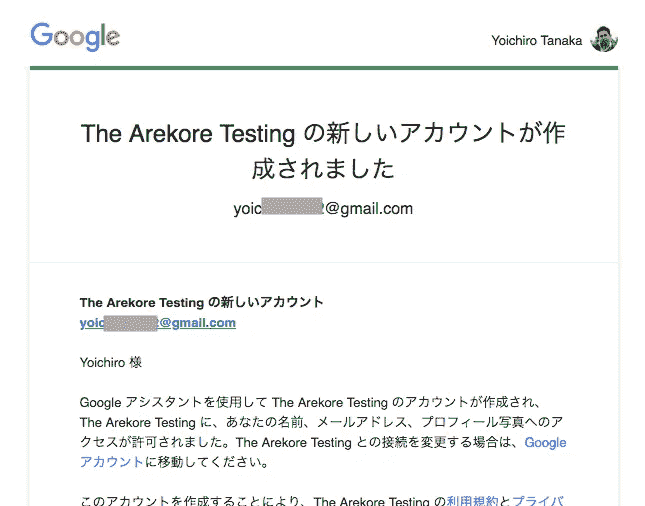 Google
Yoichiro Tanaka
The Arekore Testing の新しいアカウントが作
成されました
yoic @gmail.com
The Arekore Testing の新しいアカウント
yoic @gmail.com
Yoichiro 様
Google アシスタントを使用して The Arekore Testing のアカウントが作成され、
The Arekore Testing に、あなたの名前、メールアドレス、プロフィール写真へのア
クセスが許可されました。The Arekore Testing との接続を変更する場合は、Google
アカウントに移動してください。
このアカウントを作成することにより、The Arekore Testing の利用規約とプライバ